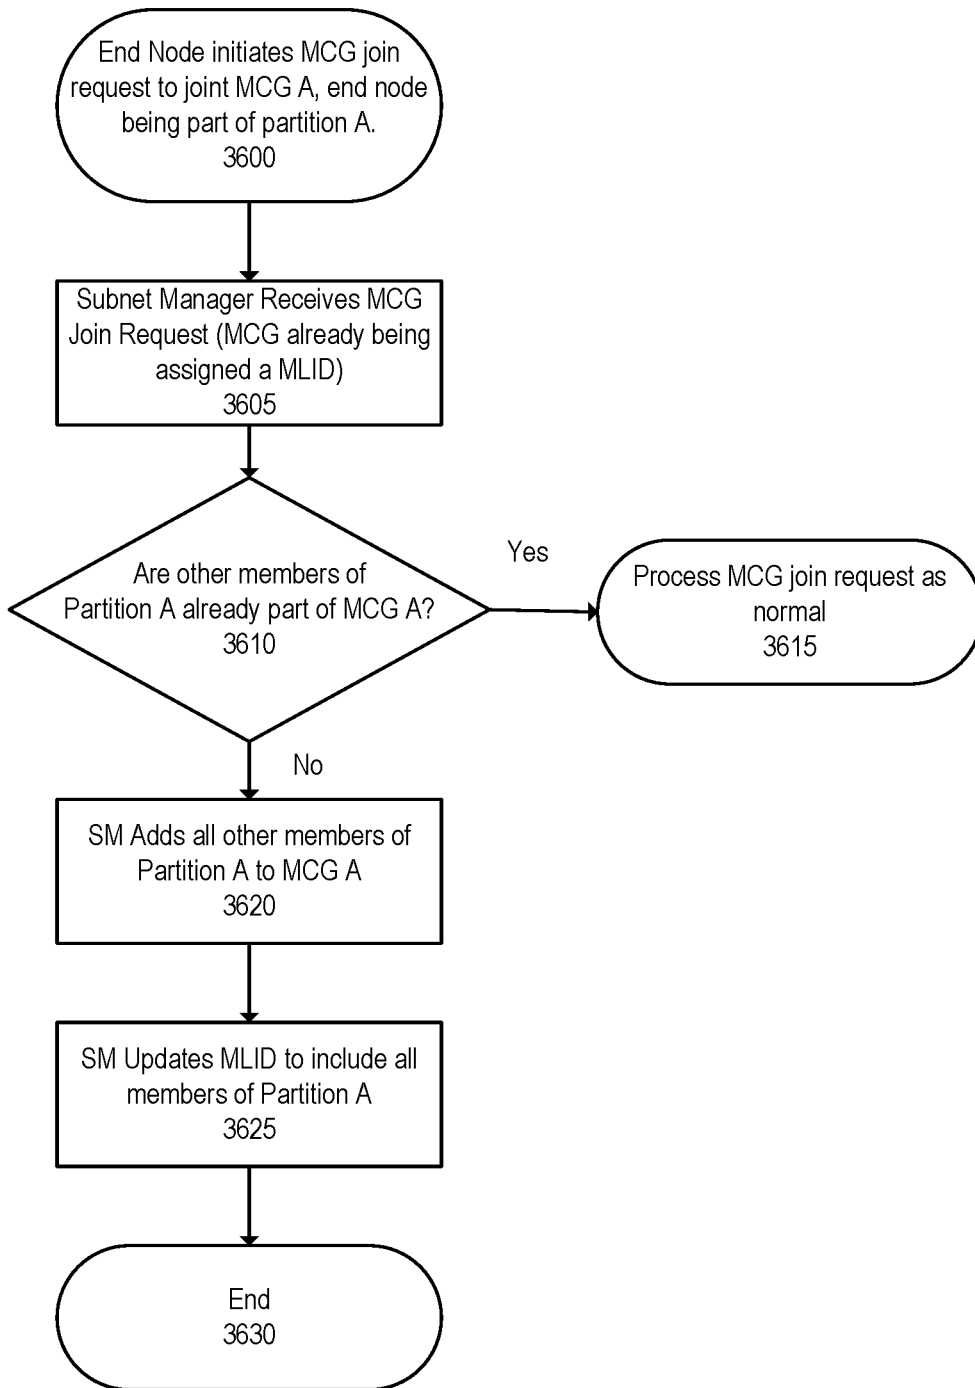 End Node initiates MCG join
request to joint MCG A, end node
being part of partition A.
3600
Subnet Manager Receives MCG
Join Request (MCG already being
assigned a MLID)
3605
Are other members of
Partition A already part of MCG A?
3610
Yes
Process MCG join request as
normal
3615
No
SM Adds all other members of
Partition A to MCG A
3620
SM Updates MLID to include all
members of Partition A
3625
End
3630